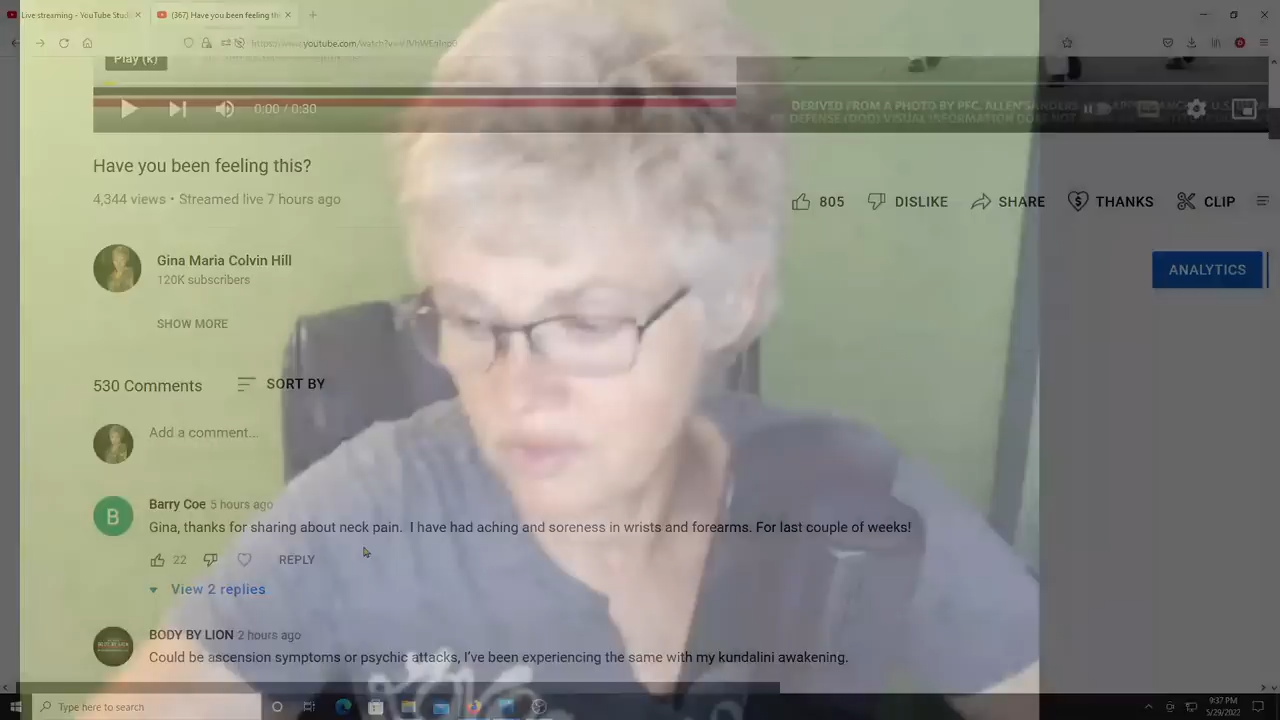 Live streaming - YouTube Stud
(367) Have you been feeling thi
Play (k)
0:00 / 0:30
DERIVED FROM A PHOTO BY PFC. ALLEN SANDERS
DEFENSE (DOD) VISUAL INFORMATION DOES NOT
Have you been feeling this?
4,344 views • Streamed live 7 hours ago
805 DISLIKE SHARE THANKS CLIP
Gina Maria Colvin Hill
120K subscribers
ANALYTICS
SHOW MORE
530 Comments SORT BY
Add a comment...
B
Barry Coe 5 hours ago
Gina, thanks for sharing about neck pain. I have had aching and soreness in wrists and forearms. For last couple of weeks!
22 REPLY
View 2 replies
BODY BY LION 2 hours ago
Could be ascension symptoms or psychic attacks, I've been experiencing the same with my kundalini awakening.
Type here to search
9:37 PM
5/29/2022